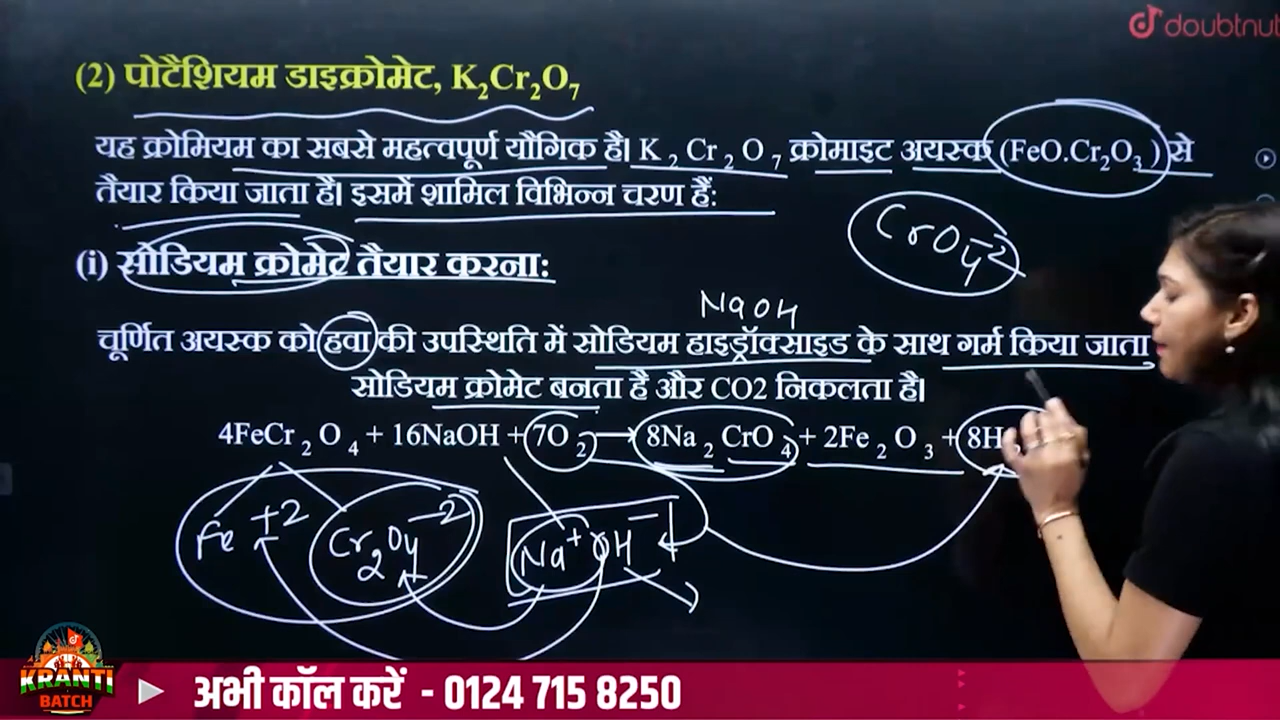 doubtnut
(2) पोटैशियम डाइक्रोमेट, K₂Cr₂O₇
यह क्रोमियम का सबसे महत्वपूर्ण यौगिक है। K₂Cr₂O₇ क्रोमाइट अयस्क (FeO.Cr₂O₃) से
तैयार किया जाता है। इसमें शामिल विभिन्न चरण हैं:
CrO₄⁻²
(i) सोडियम क्रोमेट तैयार करना:
NaOH
चूर्णित अयस्क को हवा की उपस्थिति में सोडियम हाइड्रॉक्साइड के साथ गर्म किया जाता
सोडियम क्रोमेट बनता है और CO2 निकलता है।
4FeCr₂O₄ + 16NaOH + 7O₂ → 8Na₂CrO₄ + 2Fe₂O₃ + 8H
Fe⁺² Cr₂O₄⁻² Na⁺OH⁻
KRANTI
BATCH
अभी कॉल करें - 0124 715 8250